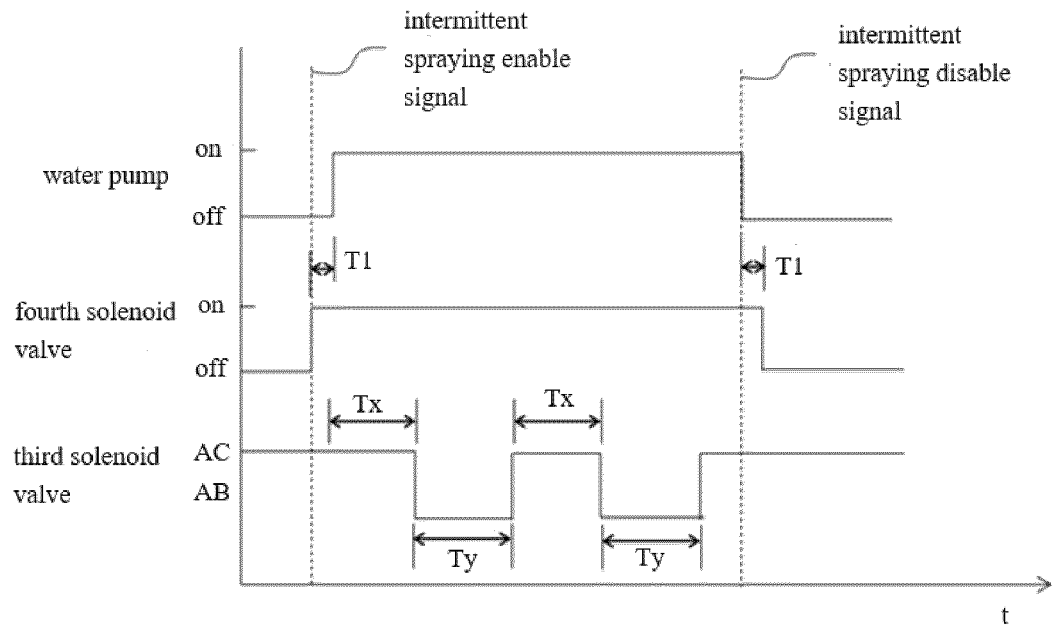 intermittent
spraying enable
signal
intermittent
spraying disable
signal
on
water pump
off
T1
T1
on
fourth solenoid
valve
off
Tx
Tx
third solenoid
valve
AC
AB
Ty
Ty
t